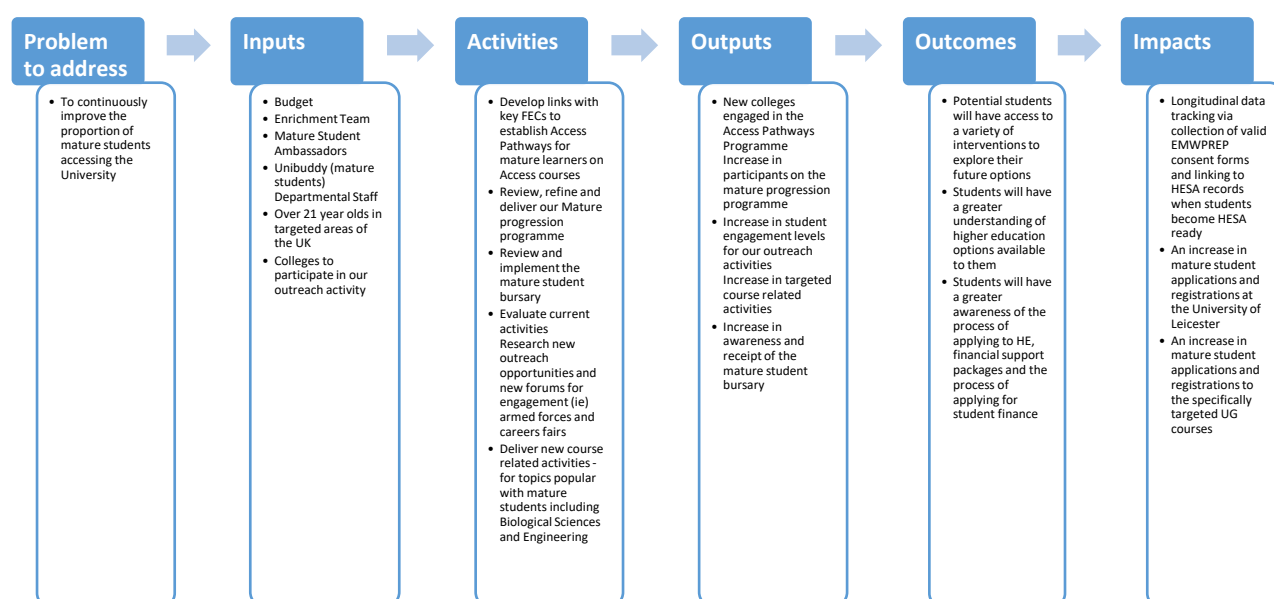 Problem
to address
• To continuously
improve the
proportion of
mature students
accessing the
University
Inputs
• Budget
• Enrichment Team
• Mature Student
Ambassadors
• Unibuddy (mature
students)
Departmental Staff
• Over 21 year olds in
targeted areas of
the UK
• Colleges to
participate in our
outreach activity
Activities
• Develop links with
key FECs to
establish Access
Pathways for
mature learners on
Access courses
• Review, refine and
deliver our Mature
progression
programme
• Review and
implement the
mature student
bursary
• Evaluate current
activities
Research new
outreach
opportunities and
new forums for
engagement (ie)
armed forces and
careers fairs
• Deliver new course
related activities -
for topics popular
with mature
students including
Biological Sciences
and Engineering
Outputs
• New colleges
engaged in the
Access Pathways
Programme
Increase in
participants on the
mature progression
programme
• Increase in student
engagement levels
for our outreach
activities
Increase in targeted
course related
activities
• Increase in
awareness and
receipt of the
mature student
bursary
Outcomes
• Potential students
will have access to
a variety of
interventions to
explore their
future options
• Students will have
a greater
understanding of
higher education
options available
to them
• Students will have
a greater
awareness of the
process of
applying to HE,
financial support
packages and the
process of
applying for
student finance
Impacts
• Longitudinal data
tracking via
collection of valid
EMWPREP
consent forms
and linking to
HESA records
when students
become HESA
ready
• An increase in
mature student
applications and
registrations at
the University of
Leicester
• An increase in
mature student
applications and
registrations to
the specifically
targeted UG
courses